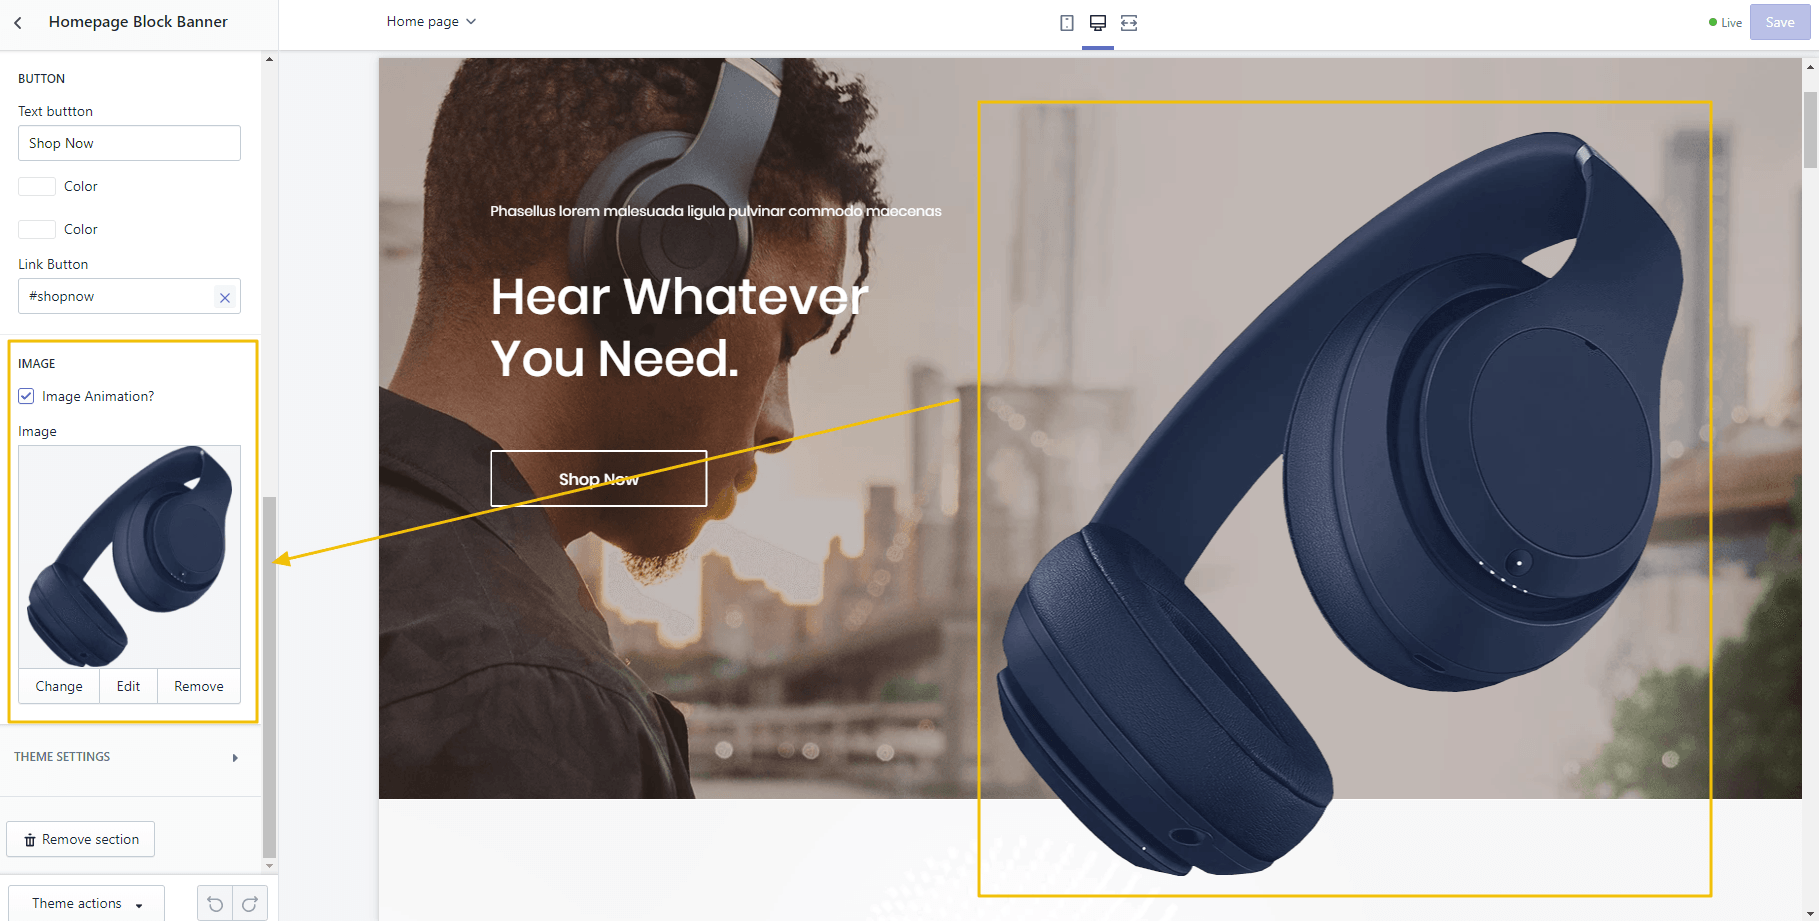 Homepage Block Banner
Home page
Live
Save
BUTTON
Text buttton
Shop Now
Color
Color
Link Button
#shopnow
IMAGE
Image Animation?
Image
Change
Edit
Remove
THEME SETTINGS
Remove section
Theme actions
Phasellus lorem malesuada ligula pulvinar commodo maecenas
Hear Whatever
You Need.
Shop Now